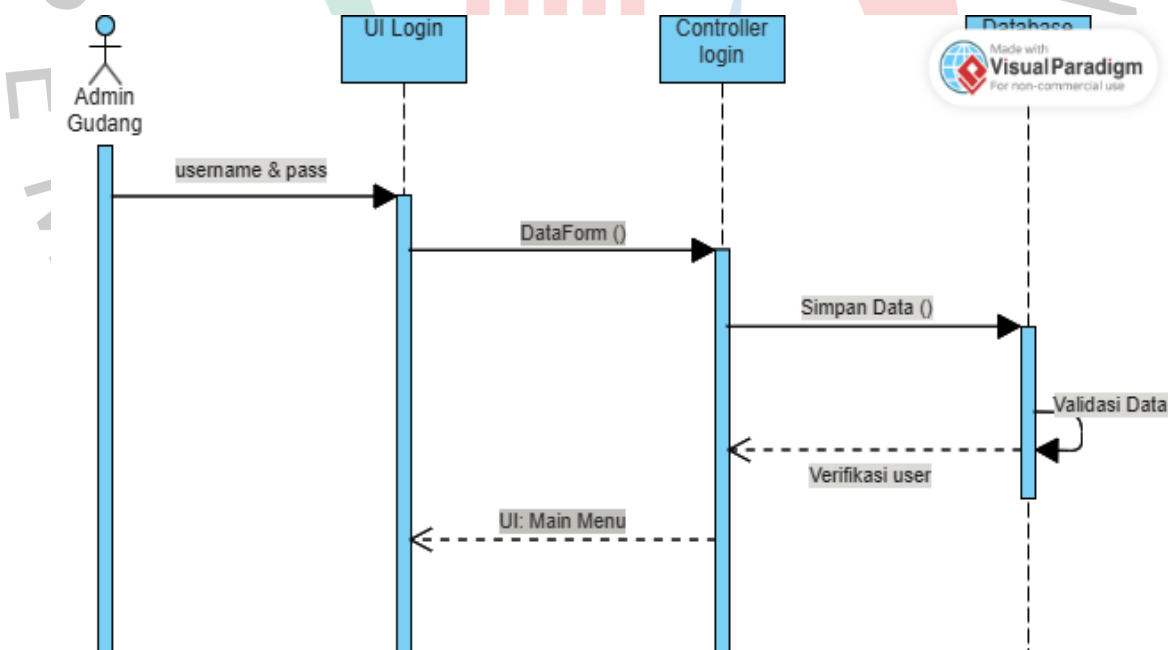 UI Login
Controller
login
Database
Made with
Visual Paradigm
For non-commercial use
Admin
Gudang
username & pass
DataForm ()
Simpan Data ()
Validasi Data
Verifikasi user
UI: Main Menu